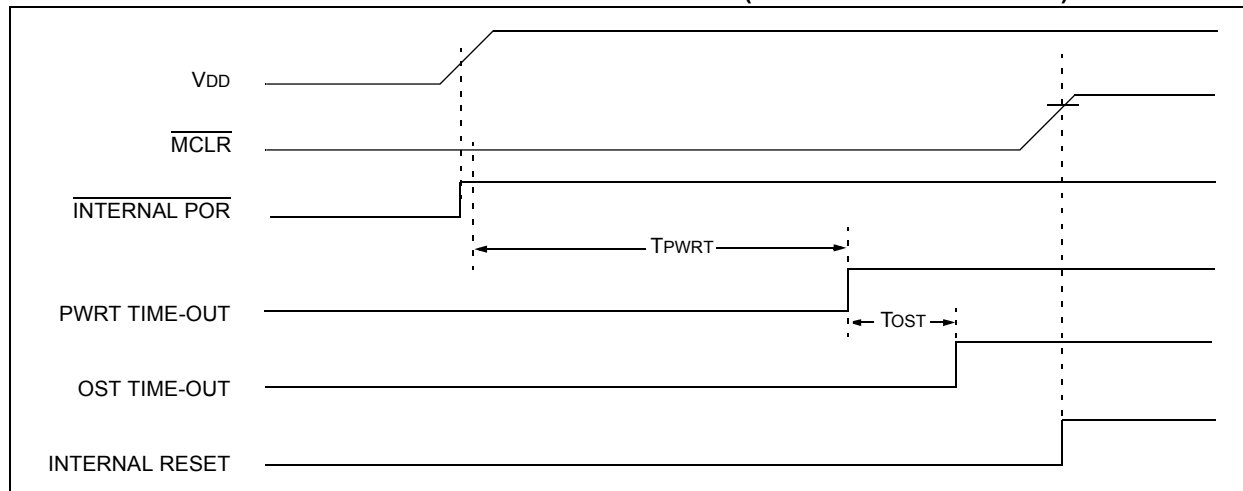 VDD
MCLR
INTERNAL POR
TPWRT
PWRT TIME-OUT
TOST
OST TIME-OUT
INTERNAL RESET